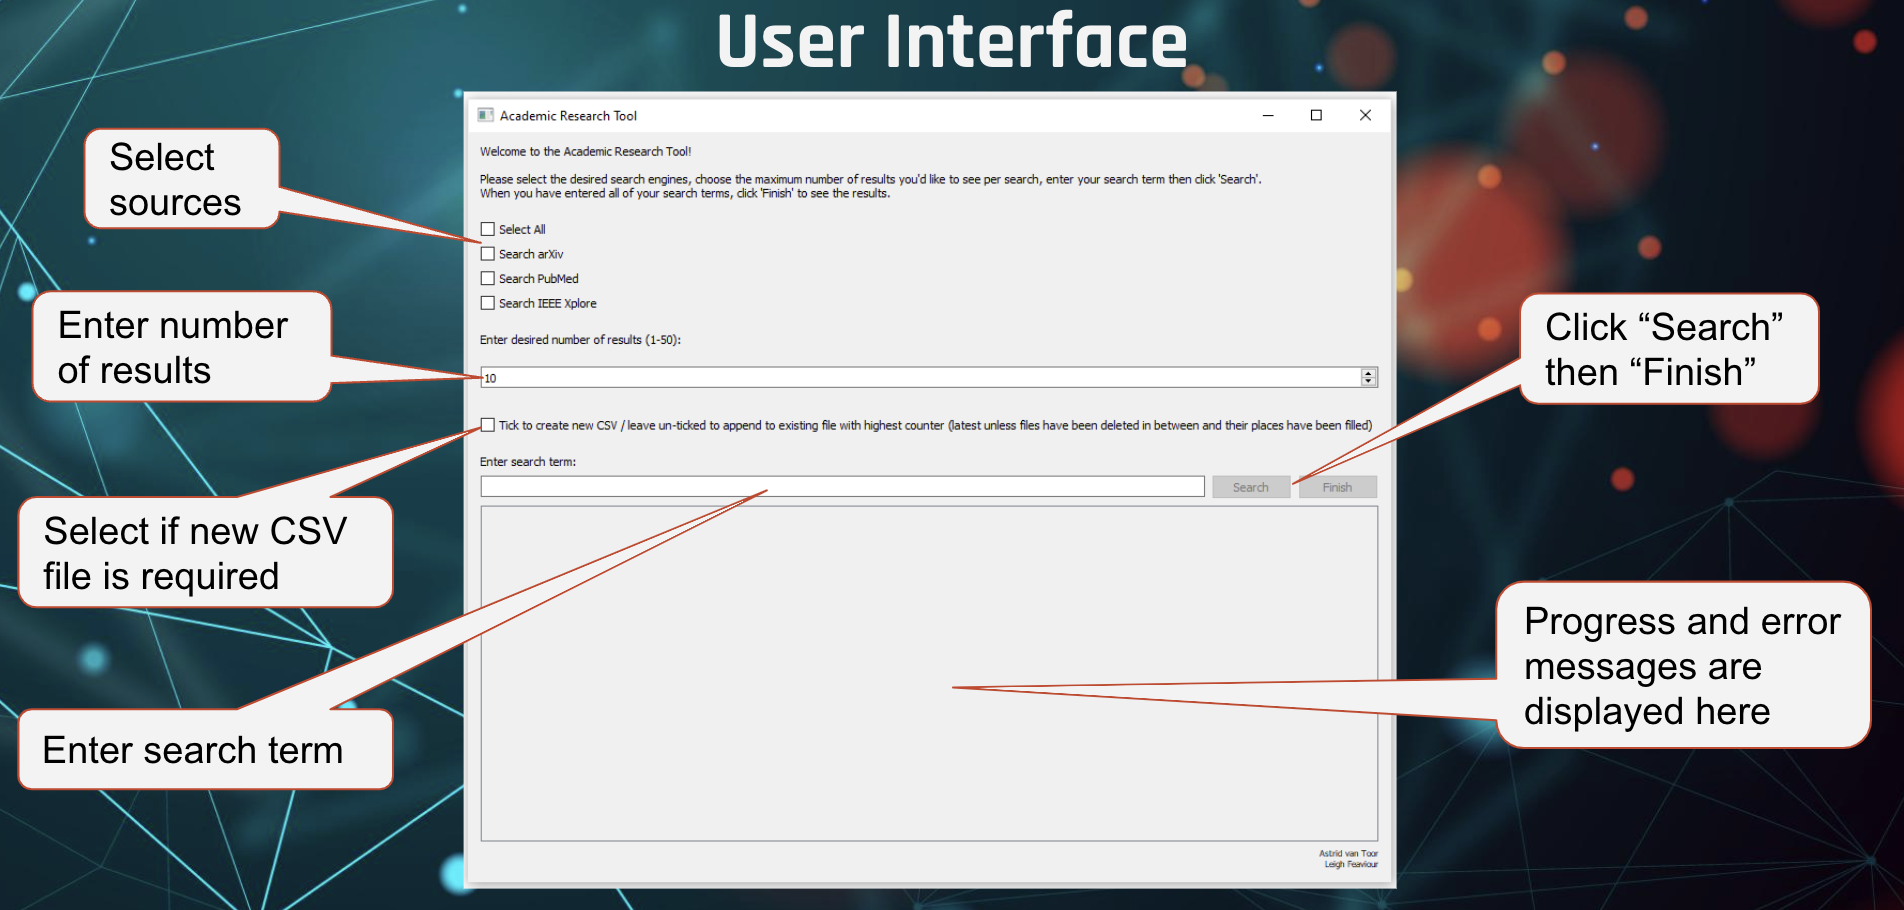 User Interface
Academic Research Tool
Welcome to the Academic Research Tool!
Please select the desired search engines, choose the maximum number of results you'd like to see per search, enter your search term then click 'Search'.
When you have entered all of your search terms, click 'Finish' to see the results.
Select
sources
Select All
Search arXiv
Search PubMed
Search IEEE Xplore
Enter number
of results
Enter desired number of results (1-50):
10
Click “Search”
then “Finish”
Tick to create new CSV / leave un-ticked to append to existing file with highest counter (latest unless files have been deleted in between and their places have been filled)
Enter search term:
Search
Finish
Select if new CSV
file is required
Progress and error
messages are
displayed here
Enter search term
Astrid van Toor
Leigh Feaviour